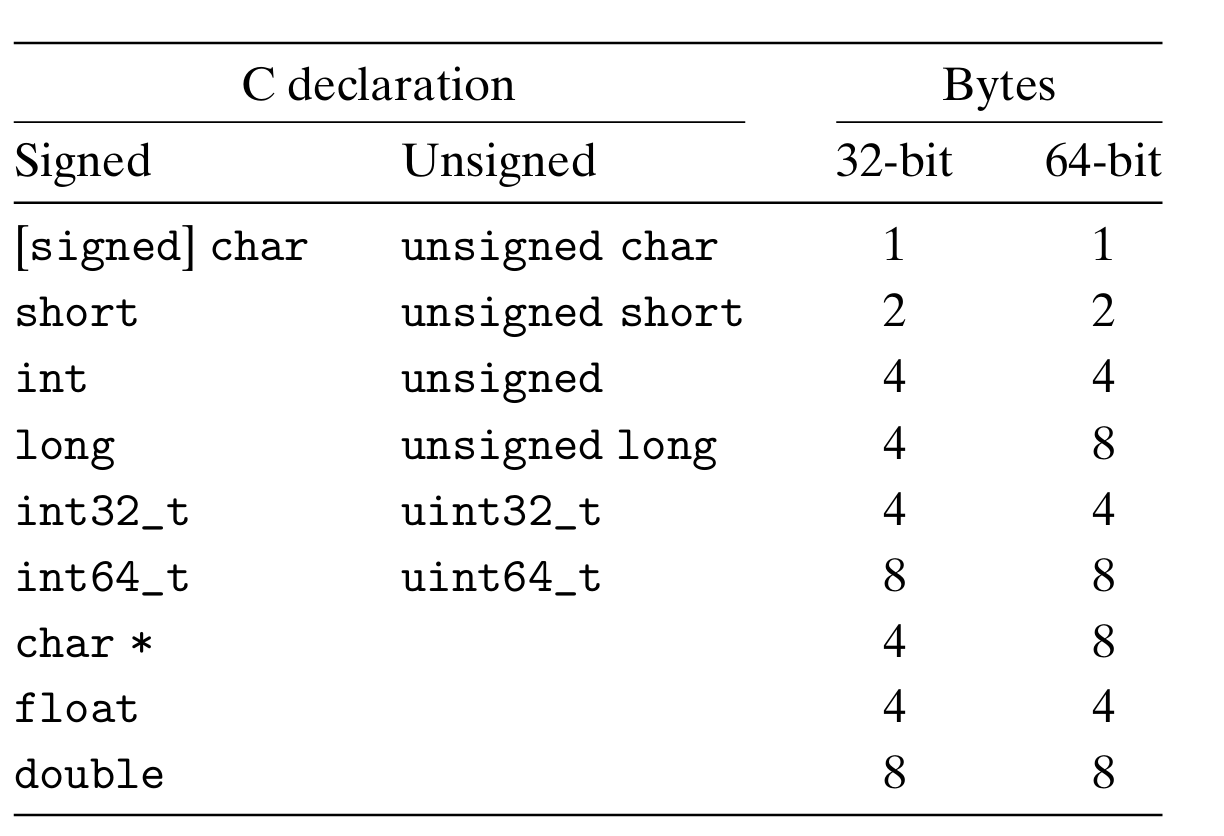 C declaration Bytes
Signed Unsigned 32-bit 64-bit
[signed] char unsigned char 1 1
short unsigned short 2 2
int unsigned 4 4
long unsigned long 4 8
int32_t uint32_t 4 4
int64_t uint64_t 8 8
char * 4 8
float 4 4
double 8 8